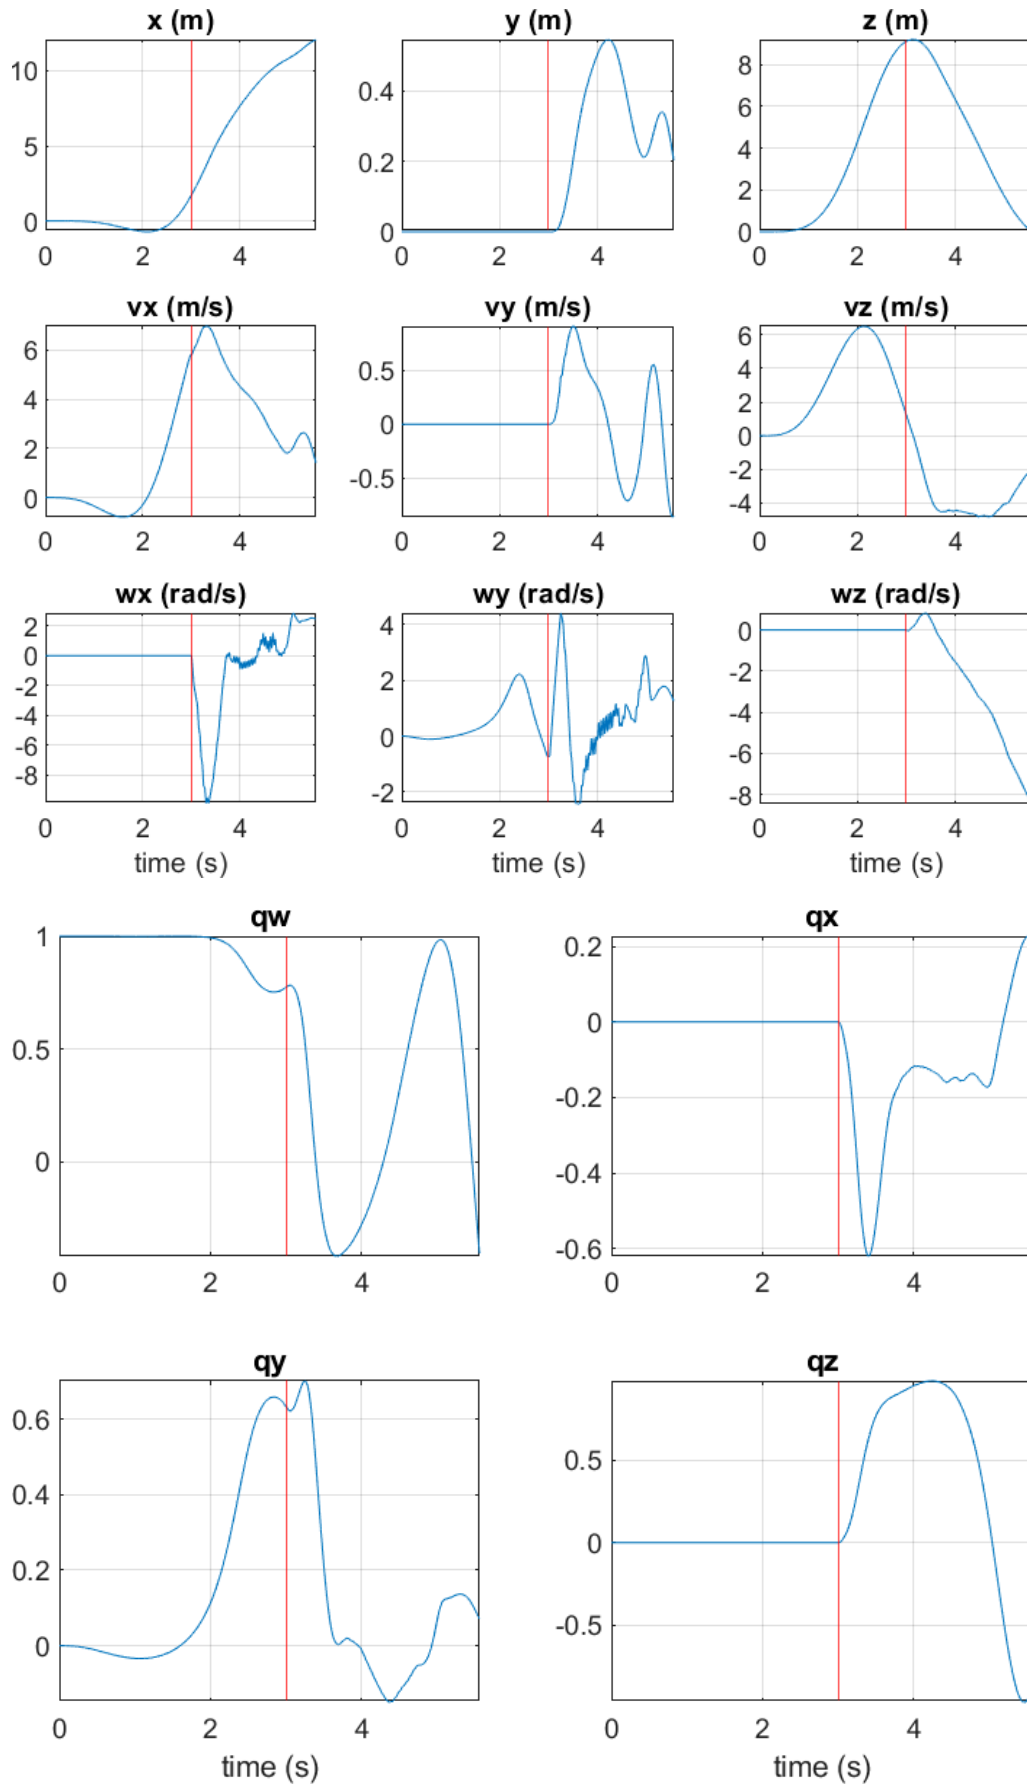 x (m) y (m) z (m)
10 5 0
0.4 0.2 0
8 6 4 2 0
0 2 4 0 2 4 0 2 4
vx (m/s) vy (m/s) vz (m/s)
6 4 2 0
0.5 0 -0.5
6 4 2 0 -2 -4
0 2 4 0 2 4 0 2 4
wx (rad/s) wy (rad/s) wz (rad/s)
2 0 -2 -4 -6 -8
4 2 0 -2
0 -2 -4 -6 -8
0 2 4 0 2 4 0 2 4
time (s) time (s) time (s)
qw qx
1 0.5 0
0.2 0 -0.2 -0.4 -0.6
0 2 4 0 2 4
qy qz
0.6 0.4 0.2 0
0.5 0 -0.5
0 2 4 0 2 4
time (s) time (s)